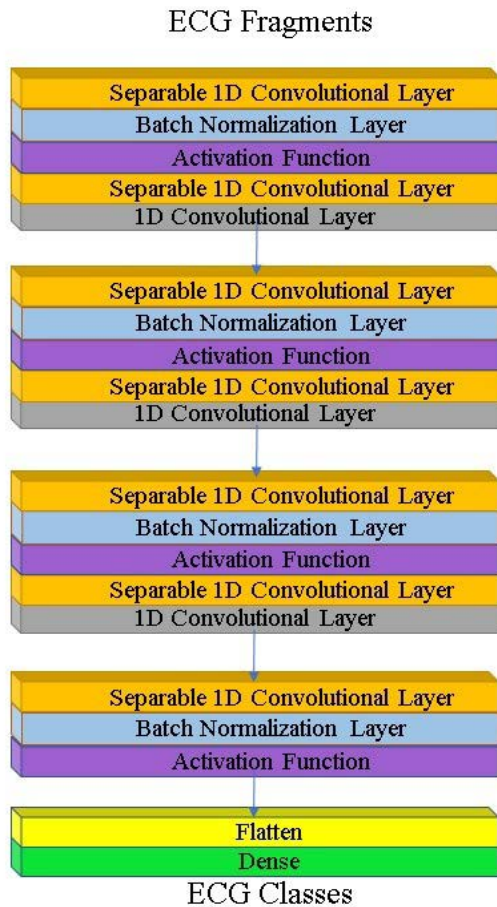 ECG Fragments
Separable 1D Convolutional Layer
Batch Normalization Layer
Activation Function
Separable 1D Convolutional Layer
1D Convolutional Layer
Separable 1D Convolutional Layer
Batch Normalization Layer
Activation Function
Separable 1D Convolutional Layer
1D Convolutional Layer
Separable 1D Convolutional Layer
Batch Normalization Layer
Activation Function
Separable 1D Convolutional Layer
1D Convolutional Layer
Separable 1D Convolutional Layer
Batch Normalization Layer
Activation Function
Flatten
Dense
ECG Classes